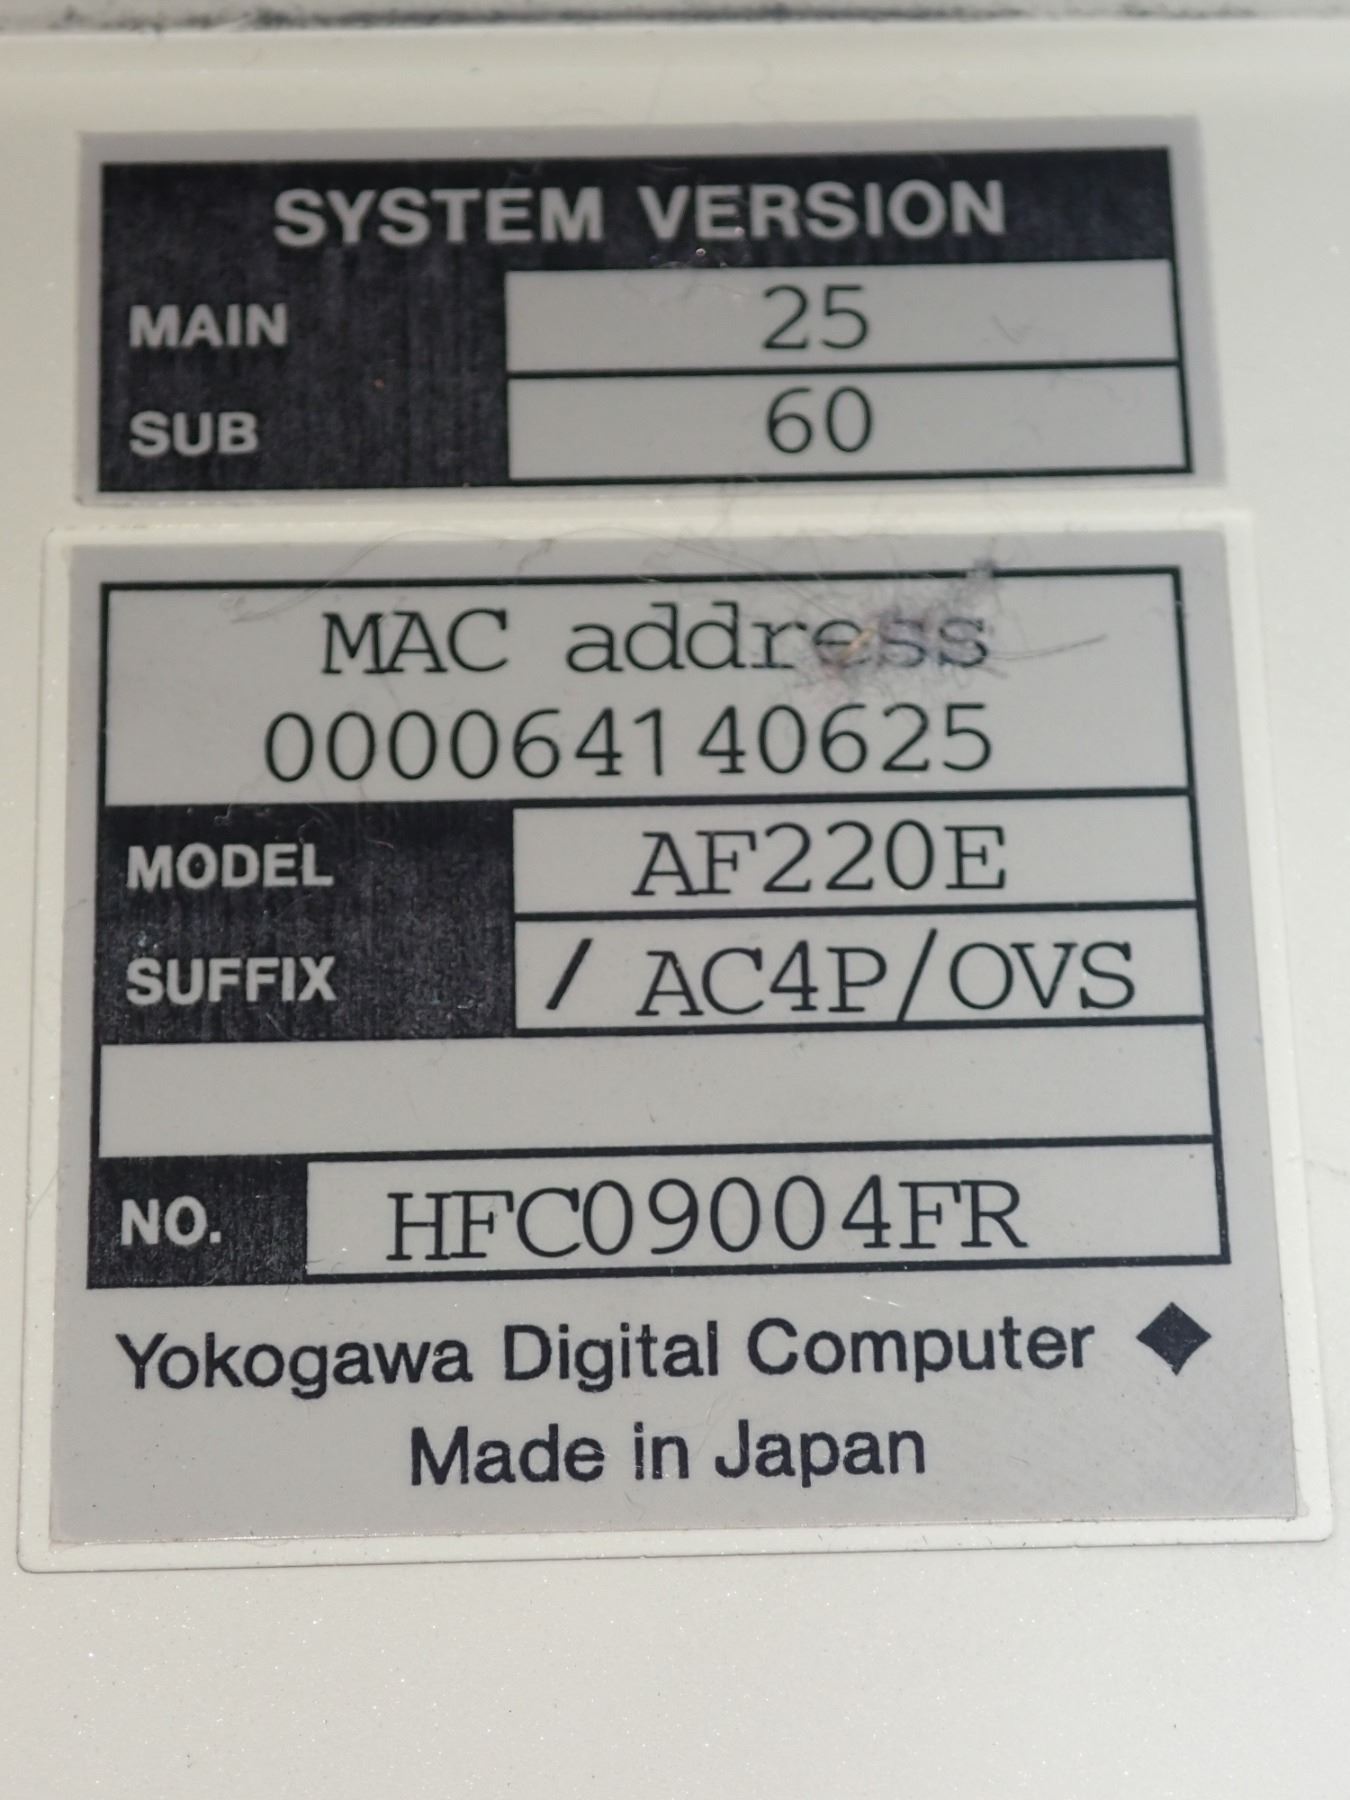 SYSTEM VERSION
MAIN 25
SUB 60
MAC address
000064140625
MODEL AF220E
SUFFIX / AC4P/OVS
NO. HFC09004FR
Yokogawa Digital Computer ◆
Made in Japan